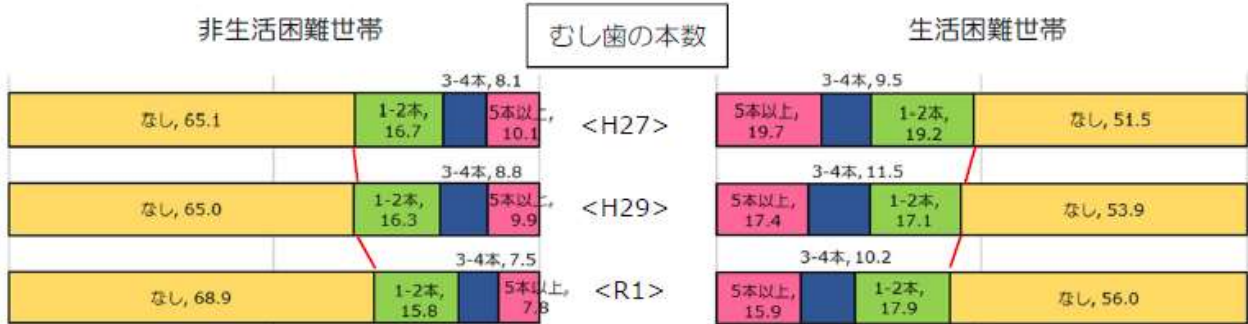 非生活困難世帯
むし歯の本数
生活困難世帯
3-4本, 8.1
3-4本, 9.5
なし, 65.1
1-2本,
16.7
5本以上,
10.1
<H27>
5本以上,
19.7
1-2本,
19.2
なし, 51.5
3-4本, 8.8
3-4本, 11.5
なし, 65.0
1-2本,
16.3
5本以上,
9.9
<H29>
5本以上,
17.4
1-2本,
17.1
なし, 53.9
3-4本, 7.5
3-4本, 10.2
なし, 68.9
1-2本,
15.8
5本以上,
7.8
<R1>
5本以上,
15.9
1-2本,
17.9
なし, 56.0